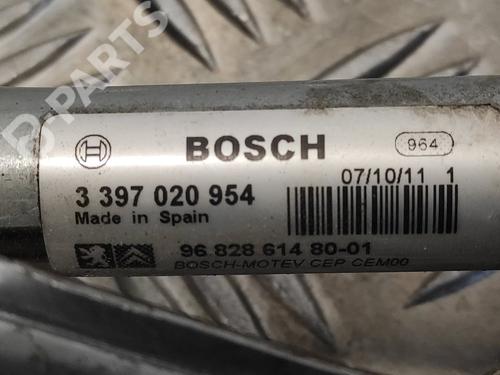 BOSCH
964
3 397 020 954
07/10/11 1
Made in Spain
96.828 614 80-01
BOSCH-MOTEV CEP CEM00
B-PARTS